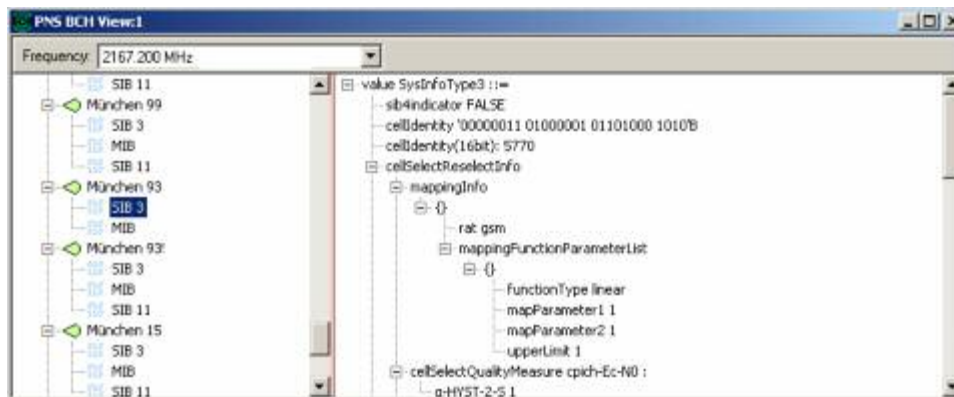 PNS BCH View:1
Frequency: 2167.200 MHz
SIB 11
München 99
SIB 3
MIB
SIB 11
München 93
SIB 3
MIB
München 93!
SIB 3
MIB
SIB 11
München 15
SIB 3
MIB
SIB 11
value SysInfoType3 ::=
sib4indicator FALSE
cellIdentity '00000011 01000001 01101000 1010'B
cellIdentity(16bit): 5770
cellSelectReselectInfo
mappingInfo
{}
rat gsm
mappingFunctionParameterList
{}
functionType linear
mapParameter1 1
mapParameter2 1
upperLimit 1
cellSelectQualityMeasure cpich-Ec-N0 :
q-HYST-2-S 1